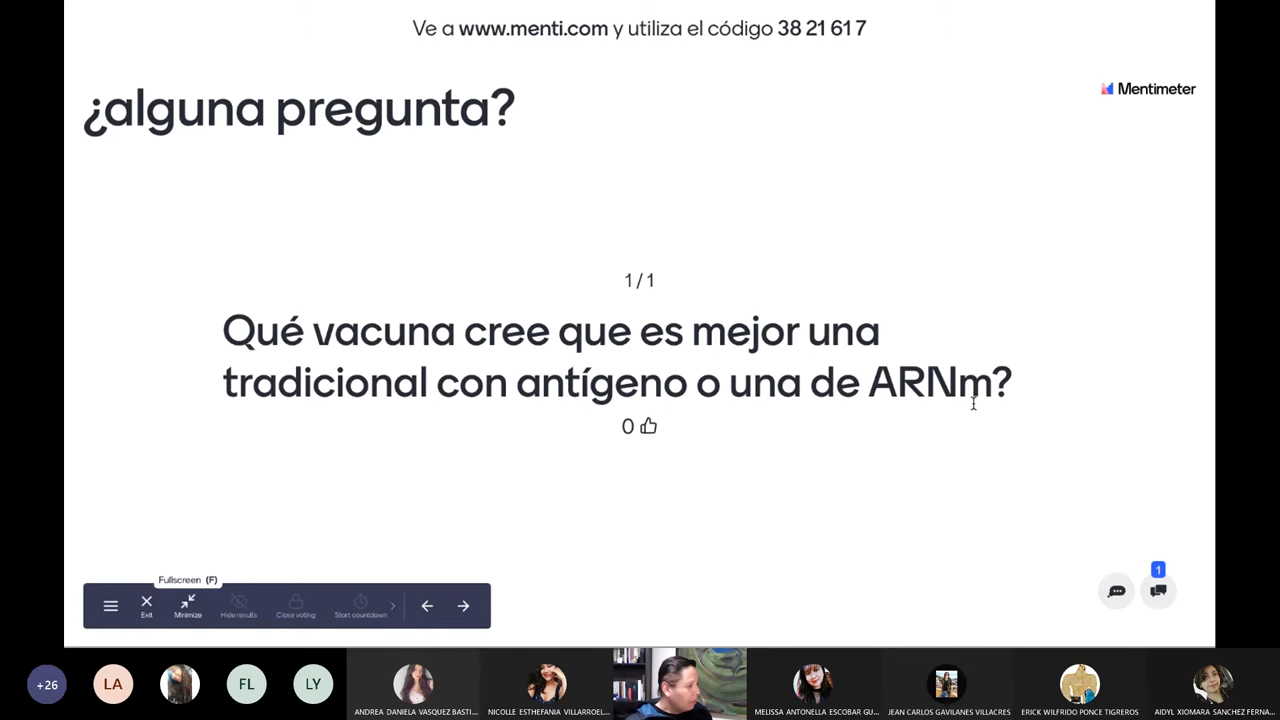 Ve a www.menti.com y utiliza el código 38 21 61 7
Mentimeter
¿alguna pregunta?
1 / 1
Qué vacuna cree que es mejor una
tradicional con antígeno o una de ARNm?
0
Fullscreen (F)
Exit
Minimize
Hide results
Close voting
Start countdown
1
+26
LA
FL
LY
ANDREA DANIELA VASQUEZ BASTI...
NICOLLE ESTHEFANIA VILLARROEL...
MELISSA ANTONELLA ESCOBAR GU...
JEAN CARLOS GAVILANES VILLACRES
ERICK WILFRIDO PONCE TIGREROS
AIDYL XIOMARA SANCHEZ FERNA...